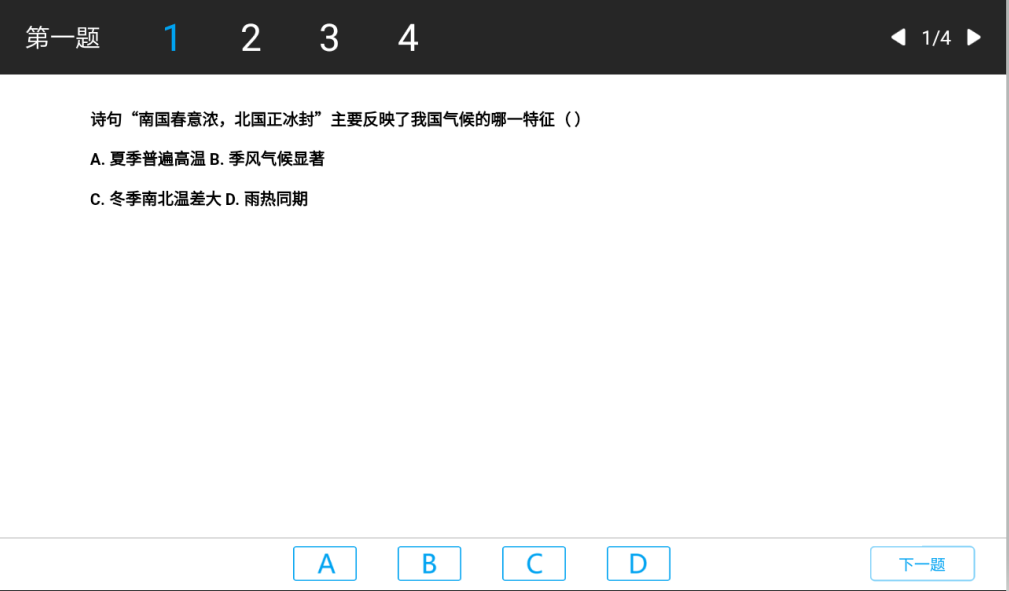 第一题 1 2 3 4 1/4
诗句“南国春意浓，北国正冰封”主要反映了我国气候的哪一特征（ ）
A. 夏季普遍高温 B. 季风气候显著
C. 冬季南北温差大 D. 雨热同期
A B C D 下一题